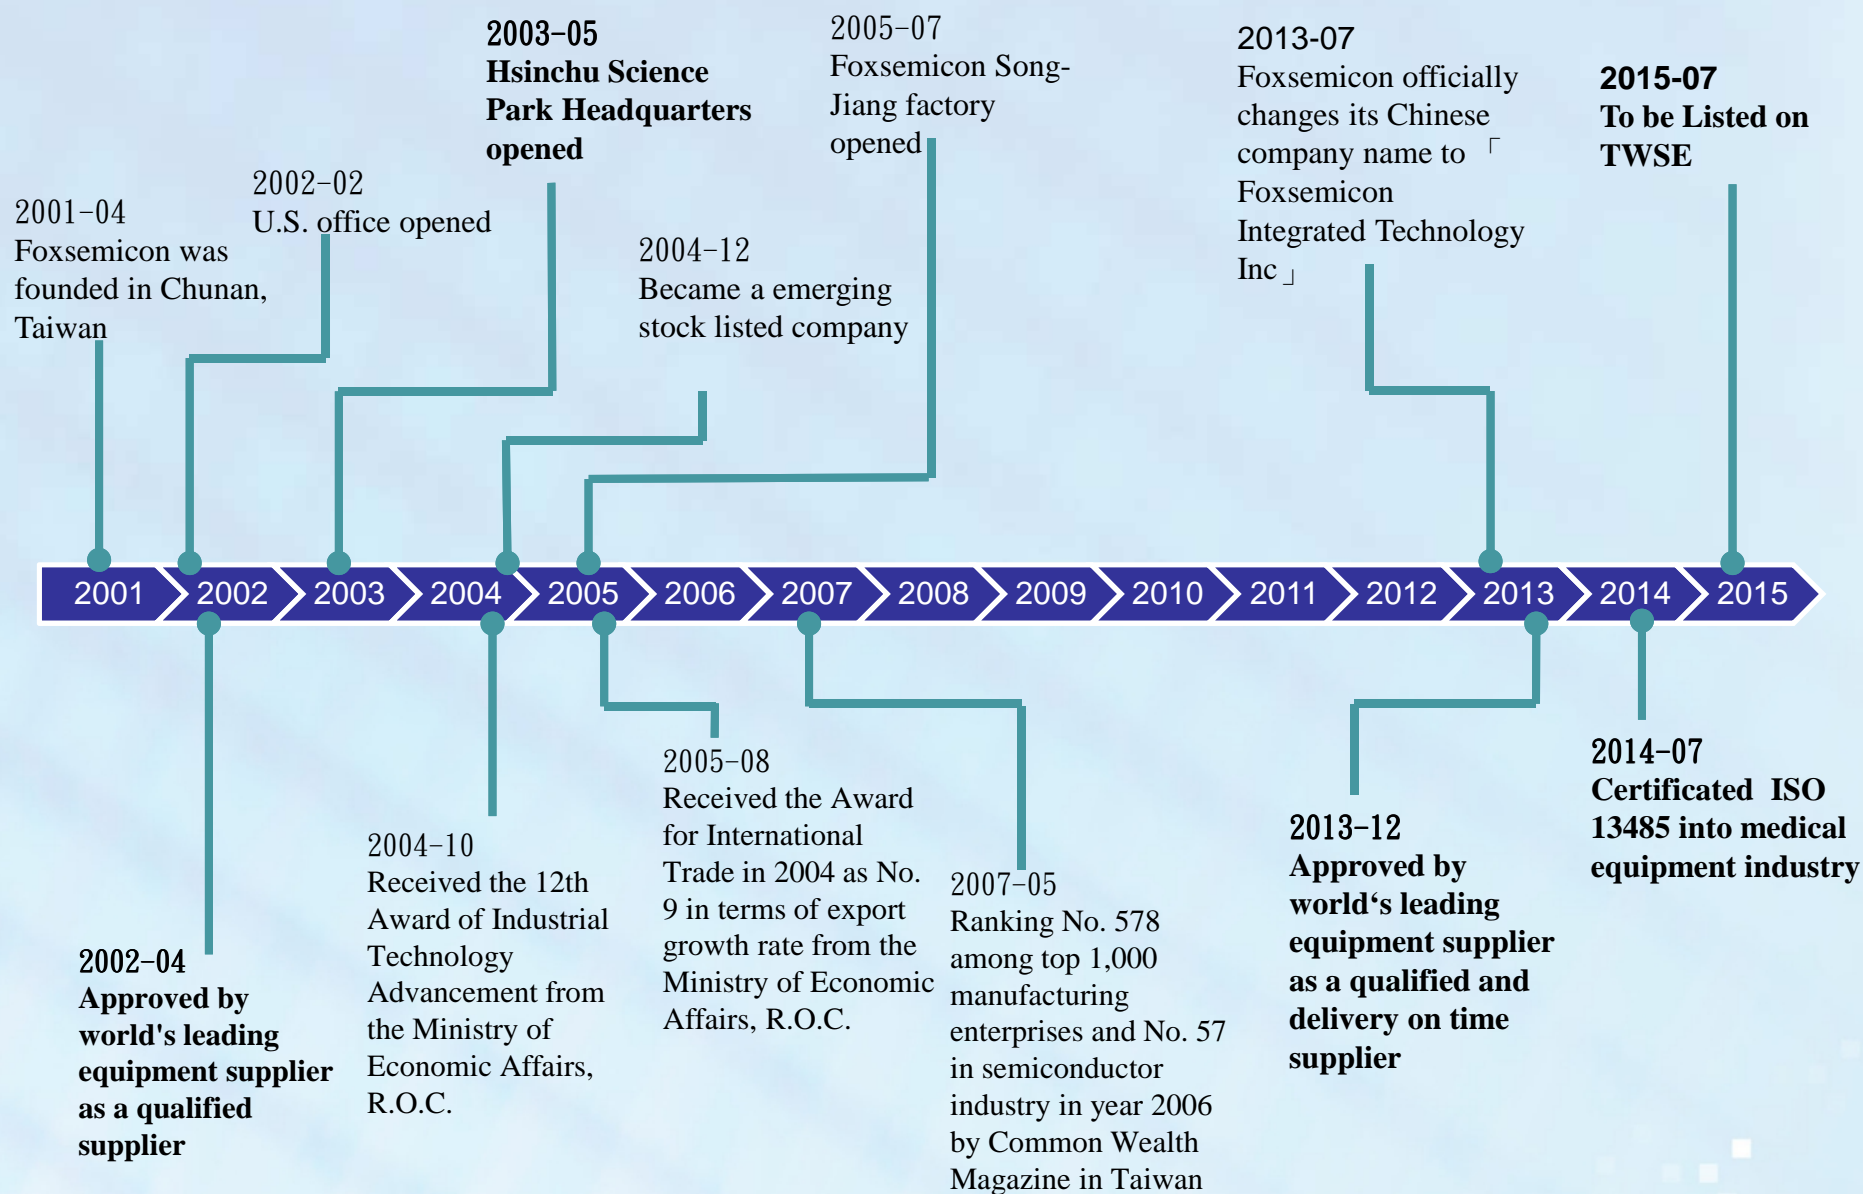 2001-04
Foxsemicon was
founded in Chunan,
Taiwan
2002-02
U.S. office opened
2003-05
Hsinchu Science
Park Headquarters
opened
2004-12
Became a emerging
stock listed company
2005-07
Foxsemicon Song-
Jiang factory
opened
2013-07
Foxsemicon officially
changes its Chinese
company name to 「
Foxsemicon
Integrated Technology
Inc」
2015-07
To be Listed on
TWSE
2001 2002 2003 2004 2005 2006 2007 2008 2009 2010 2011 2012 2013 2014 2015
2002-04
Approved by
world's leading
equipment supplier
as a qualified
supplier
2004-10
Received the 12th
Award of Industrial
Technology
Advancement from
the Ministry of
Economic Affairs,
R.O.C.
2005-08
Received the Award
for International
Trade in 2004 as No.
9 in terms of export
growth rate from the
Ministry of Economic
Affairs, R.O.C.
2007-05
Ranking No. 578
among top 1,000
manufacturing
enterprises and No. 57
in semiconductor
industry in year 2006
by Common Wealth
Magazine in Taiwan
2013-12
Approved by
world‘s leading
equipment supplier
as a qualified and
delivery on time
supplier
2014-07
Certificated  ISO
13485 into medical
equipment industry